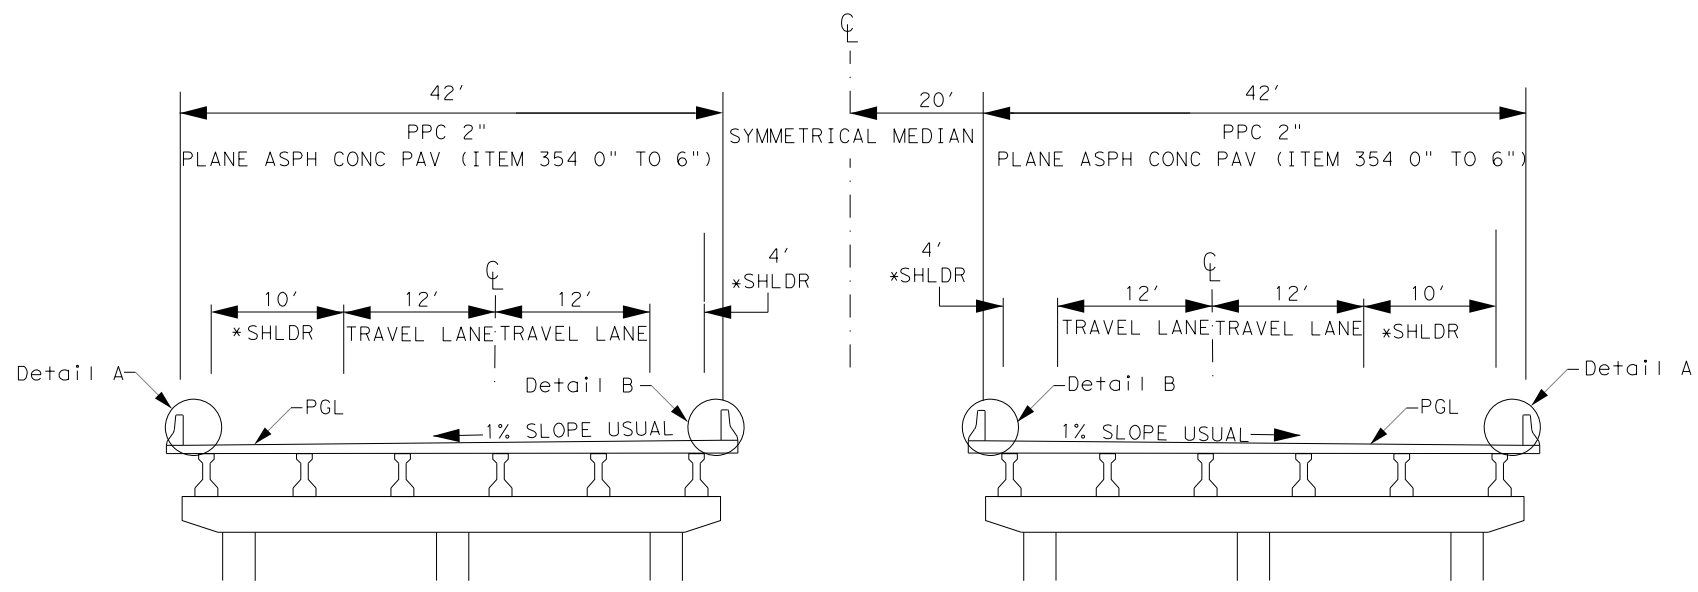 ℄
42'
20'
42'
PPC 2"
SYMMETRICAL MEDIAN
PPC 2"
PLANE ASPH CONC PAV (ITEM 354 0" TO 6")
PLANE ASPH CONC PAV (ITEM 354 0" TO 6")
4'
*SHLDR
4'
*SHLDR
℄
℄
10'
12'
12'
12'
12'
10'
*SHLDR
TRAVEL LANE
TRAVEL LANE
TRAVEL LANE
TRAVEL LANE
*SHLDR
Detail A
Detail B
Detail B
Detail A
PGL
1% SLOPE USUAL
1% SLOPE USUAL
PGL